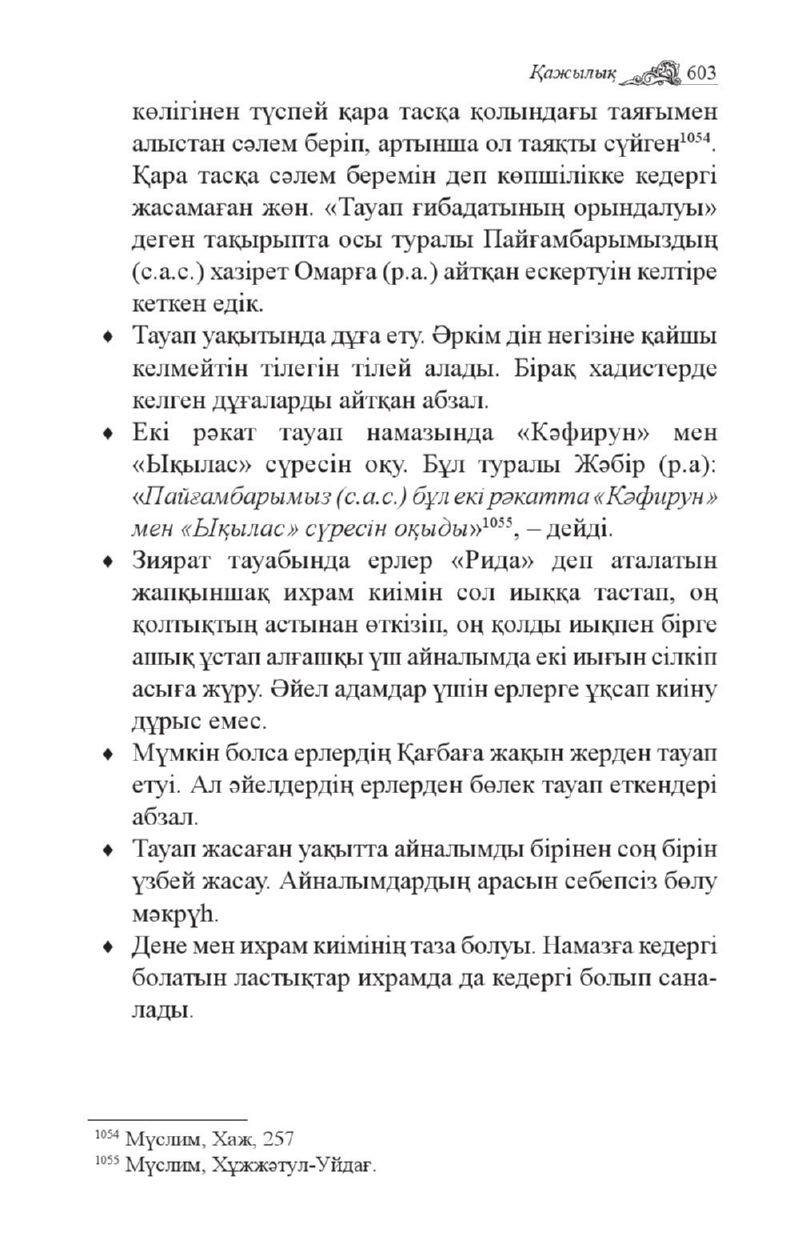 Қажылық 603
көлігінен түспей қара тасқа қолындағы таяғымен
алыстан сәлем беріп, артынша ол таяқты сүйген¹⁰⁵⁴.
Қара тасқа сәлем беремін деп көпшілікке кедергі
жасамаған жөн. «Тауап ғибадатының орындалуы»
деген тақырыпта осы туралы Пайғамбарымыздың
(с.а.с.) хазірет Омарға (р.а.) айтқан ескертуін келтіре
кеткен едік.
♦ Тауап уақытында дұға ету. Әркім дін негізіне қайшы
келмейтін тілегін тілей алады. Бірақ хадистерде
келген дұғаларды айтқан абзал.
♦ Екі рәкат тауап намазында «Кәфирун» мен
«Ықылас» сүресін оқу. Бұл туралы Жәбір (р.а):
«Пайғамбарымыз (с.а.с.) бұл екі рәкатта «Кәфирун»
мен «Ықылас» сүресін оқыды»¹⁰⁵⁵, – дейді.
♦ Зиярат тауабында ерлер «Рида» деп аталатын
жапқыншақ ихрам киімін сол иыққа тастап, оң
қолтықтың астынан өткізіп, оң қолды иықпен бірге
ашық ұстап алғашқы үш айналымда екі иығын сілкіп
асыға жүру. Әйел адамдар үшін ерлерге ұқсап киіну
дұрыс емес.
♦ Мүмкін болса ерлердің Қағбаға жақын жерден тауап
етуі. Ал әйелдердің ерлерден бөлек тауап еткендері
абзал.
♦ Тауап жасаған уақытта айналымды бірінен соң бірін
үзбей жасау. Айналымдардың арасын себепсіз бөлу
мәкрүһ.
♦ Дене мен ихрам киімінің таза болуы. Намазға кедергі
болатын ластықтар ихрамда да кедергі болып сана-
лады.
¹⁰⁵⁴ Мүслим, Хаж, 257
¹⁰⁵⁵ Мүслим, Хұжжәтул-Уйдағ.